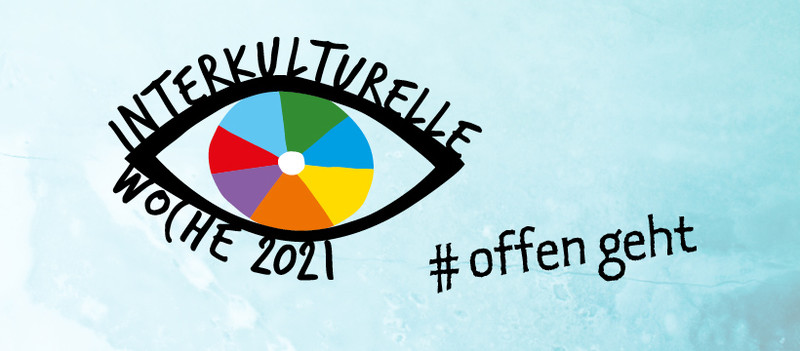 INTERKULTURELLE
WOCHE 2021
# offen geht